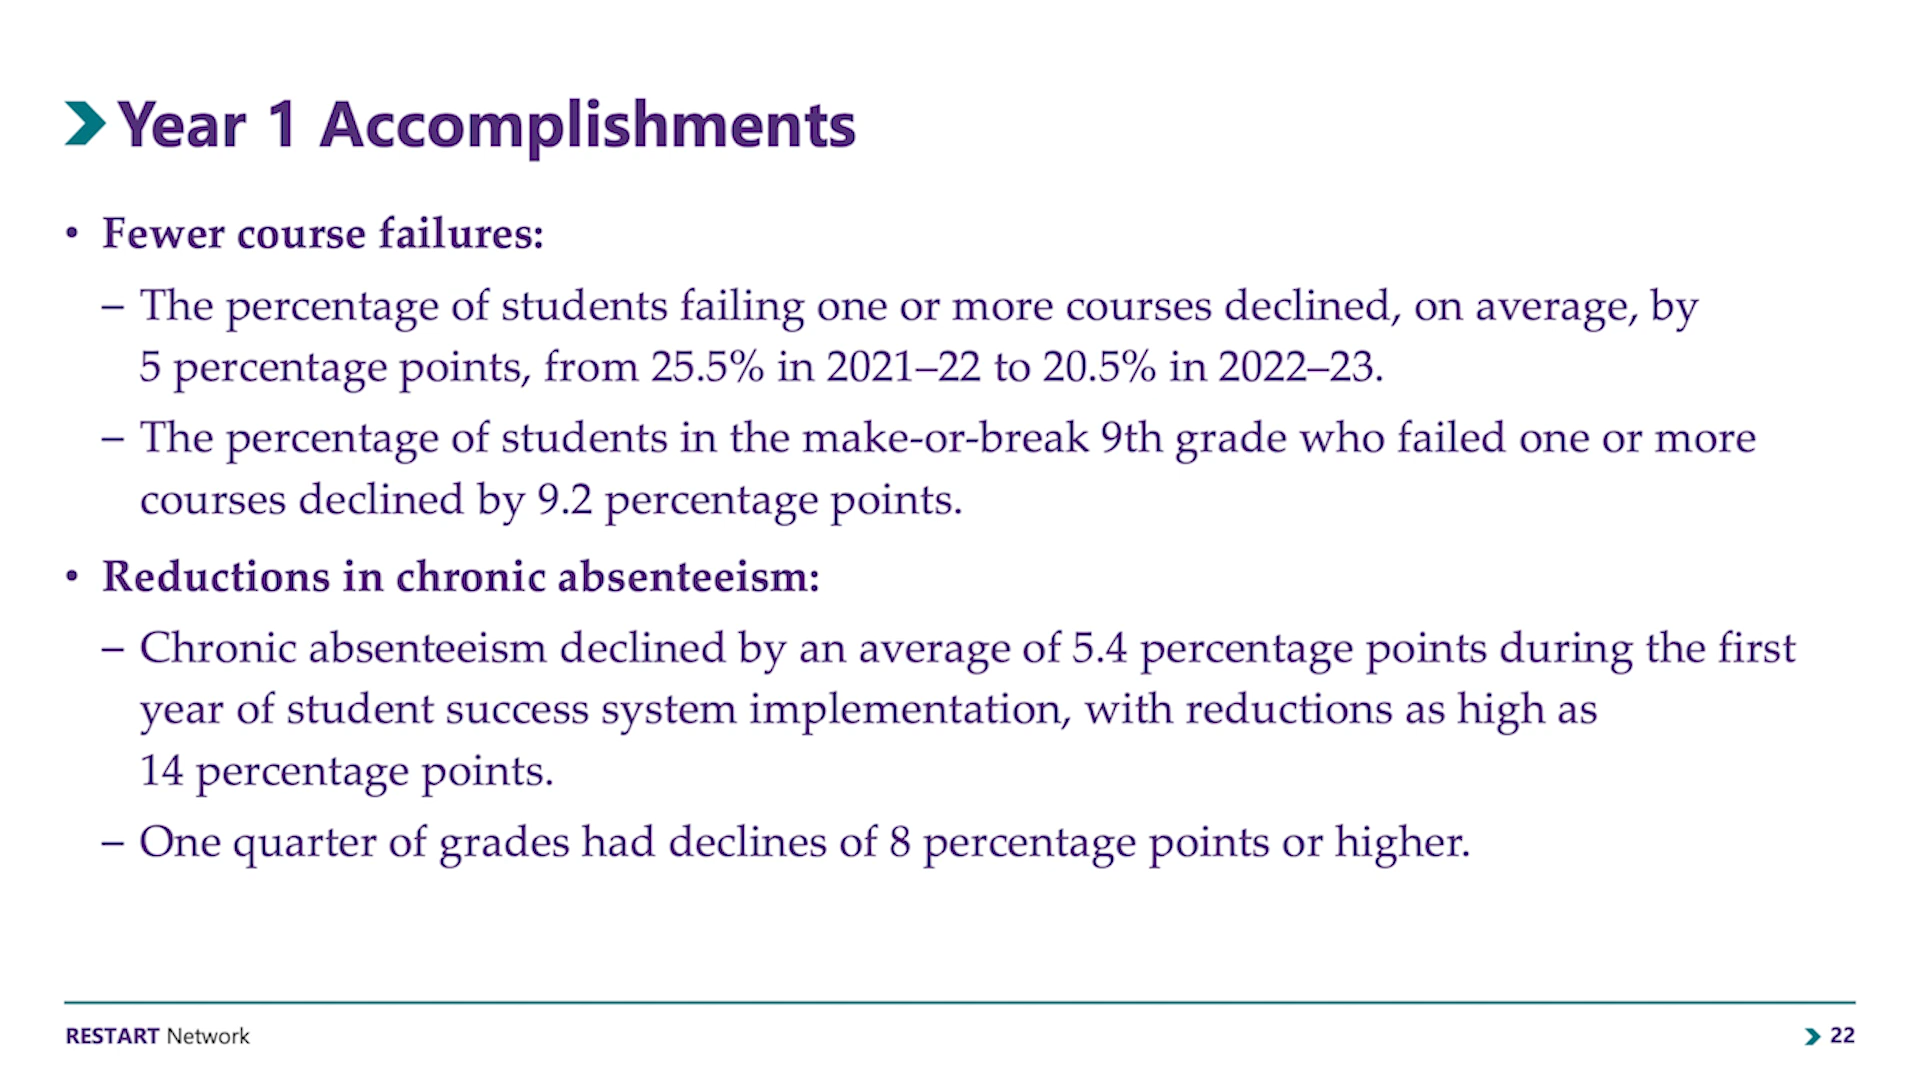 Year 1 Accomplishments
• Fewer course failures:
– The percentage of students failing one or more courses declined, on average, by
5 percentage points, from 25.5% in 2021–22 to 20.5% in 2022–23.
– The percentage of students in the make-or-break 9th grade who failed one or more
courses declined by 9.2 percentage points.
• Reductions in chronic absenteeism:
– Chronic absenteeism declined by an average of 5.4 percentage points during the first
year of student success system implementation, with reductions as high as
14 percentage points.
– One quarter of grades had declines of 8 percentage points or higher.
RESTART Network
22